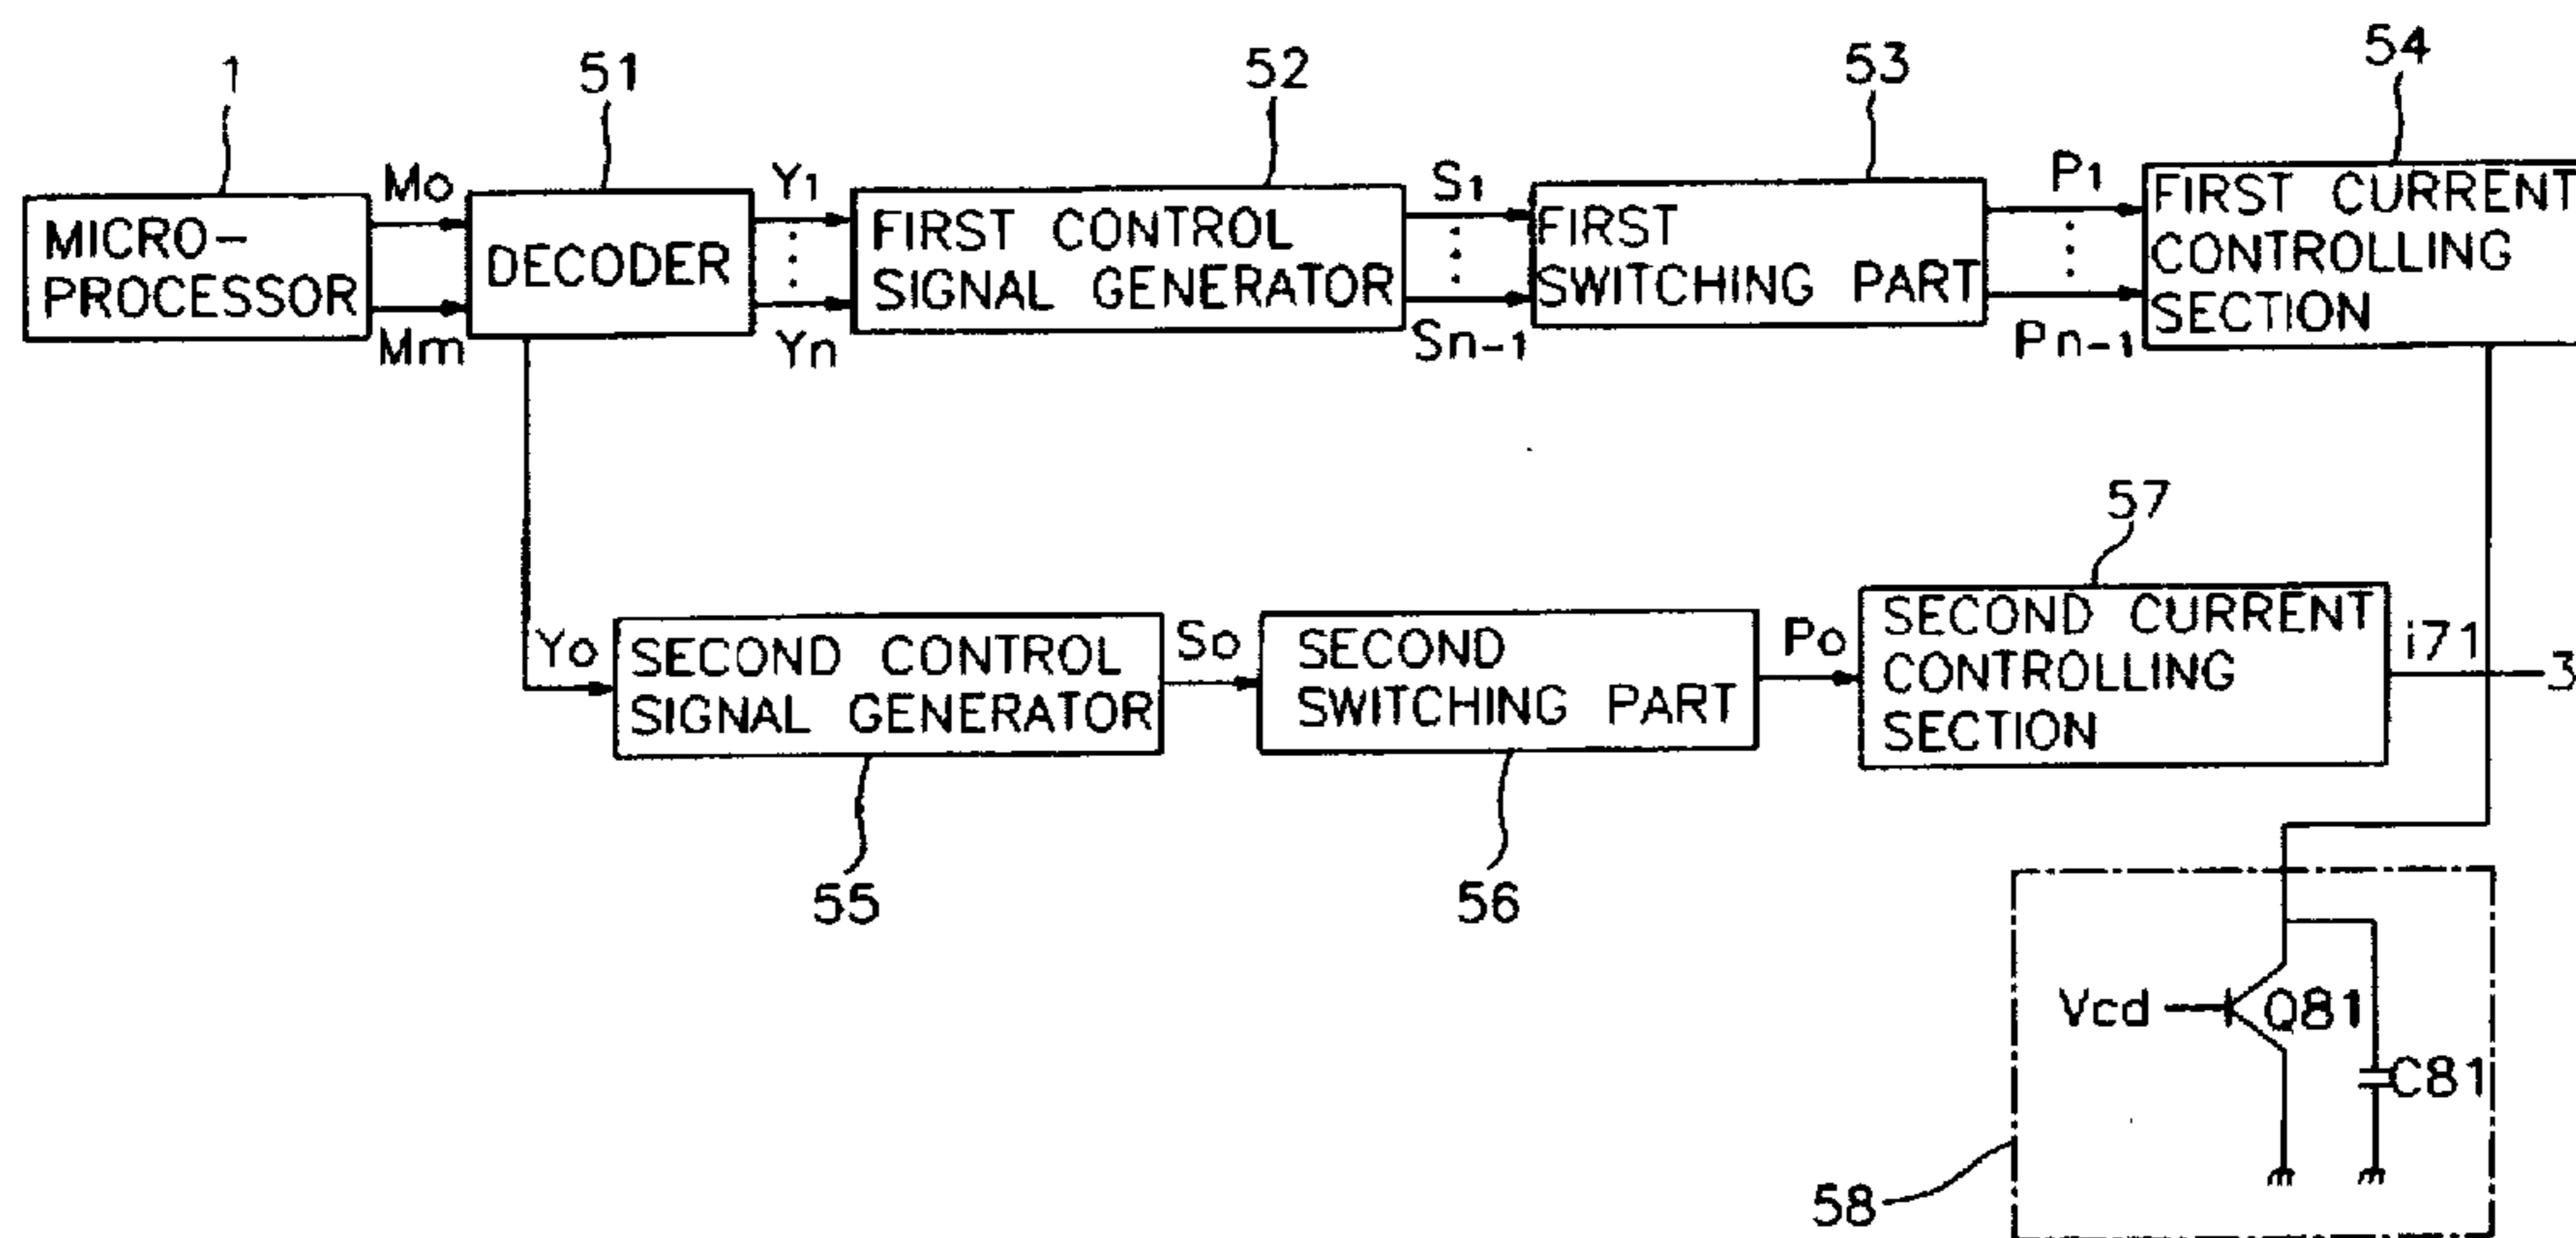 1
51
52
53
54
MICRO-
PROCESSOR
Mo
Mm
DECODER
Y1
Yn
FIRST CONTROL
SIGNAL GENERATOR
S1
Sn-1
FIRST
SWITCHING PART
P1
Pn-1
FIRST CURRENT
CONTROLLING
SECTION
57
Yo
SECOND CONTROL
SIGNAL GENERATOR
So
SECOND
SWITCHING PART
Po
SECOND CURRENT
CONTROLLING
SECTION
i71
3
55
56
Vcd
Q81
C81
58